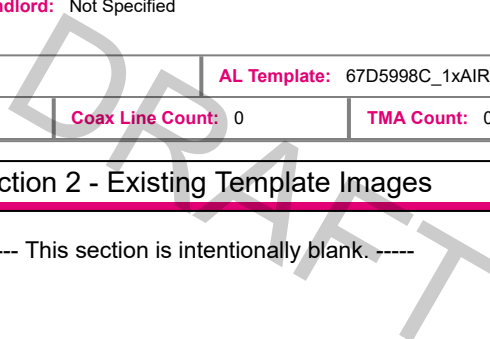 ndlord: Not Specified
AL Template: 67D5998C_1xAIR
Coax Line Count: 0 TMA Count: 0
ction 2 - Existing Template Images
-- This section is intentionally blank. -----
DRAFT